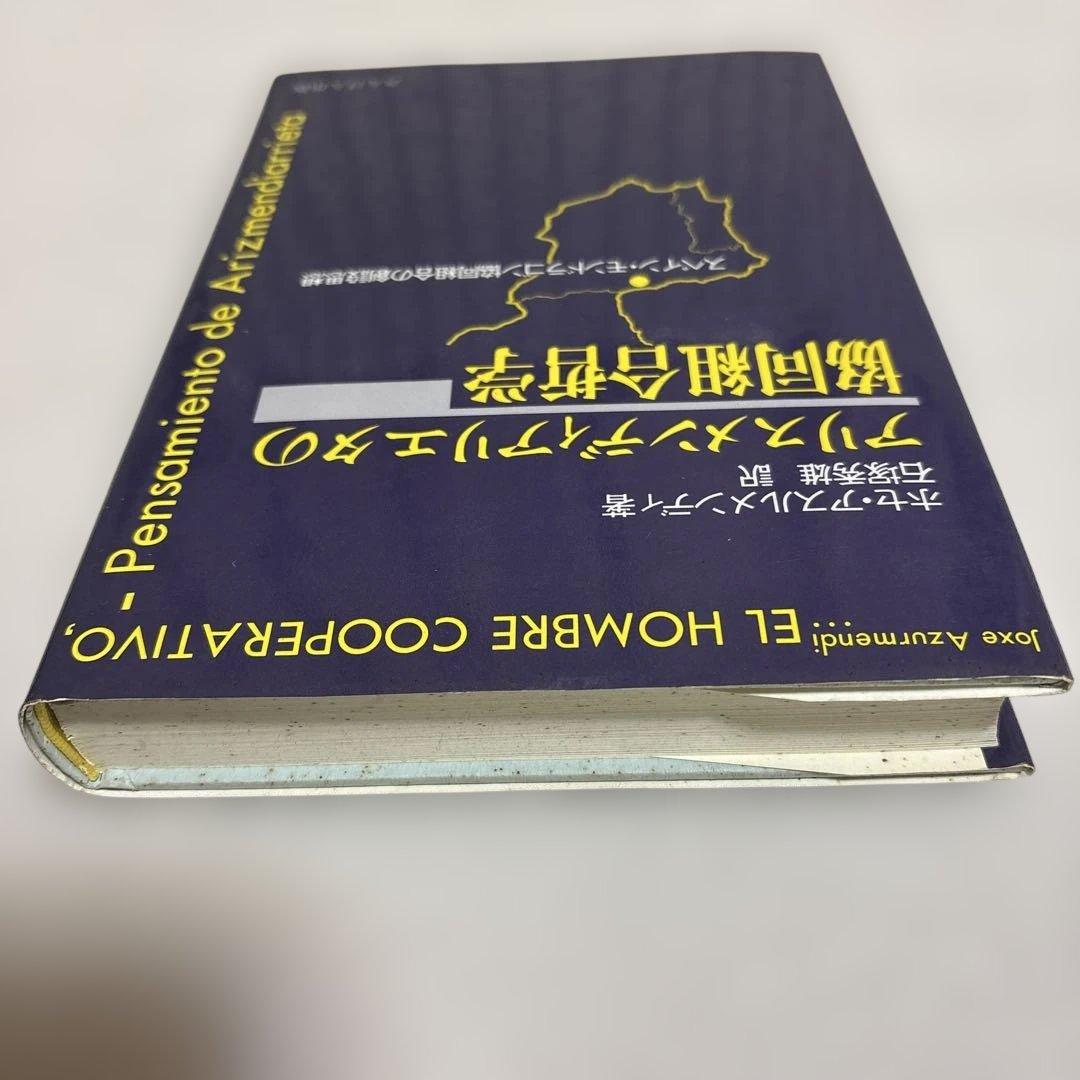 Joxe Azurmendi... EL HOMBRE COOPERATIVO,
- Pensamiento de Arizmendiarrieta
ホセ・アスルメンディ著
石塚秀雄 訳
アリスメンディアリエタの
協同組合哲学
スペイン・モンドラゴン協同組合の創設思想